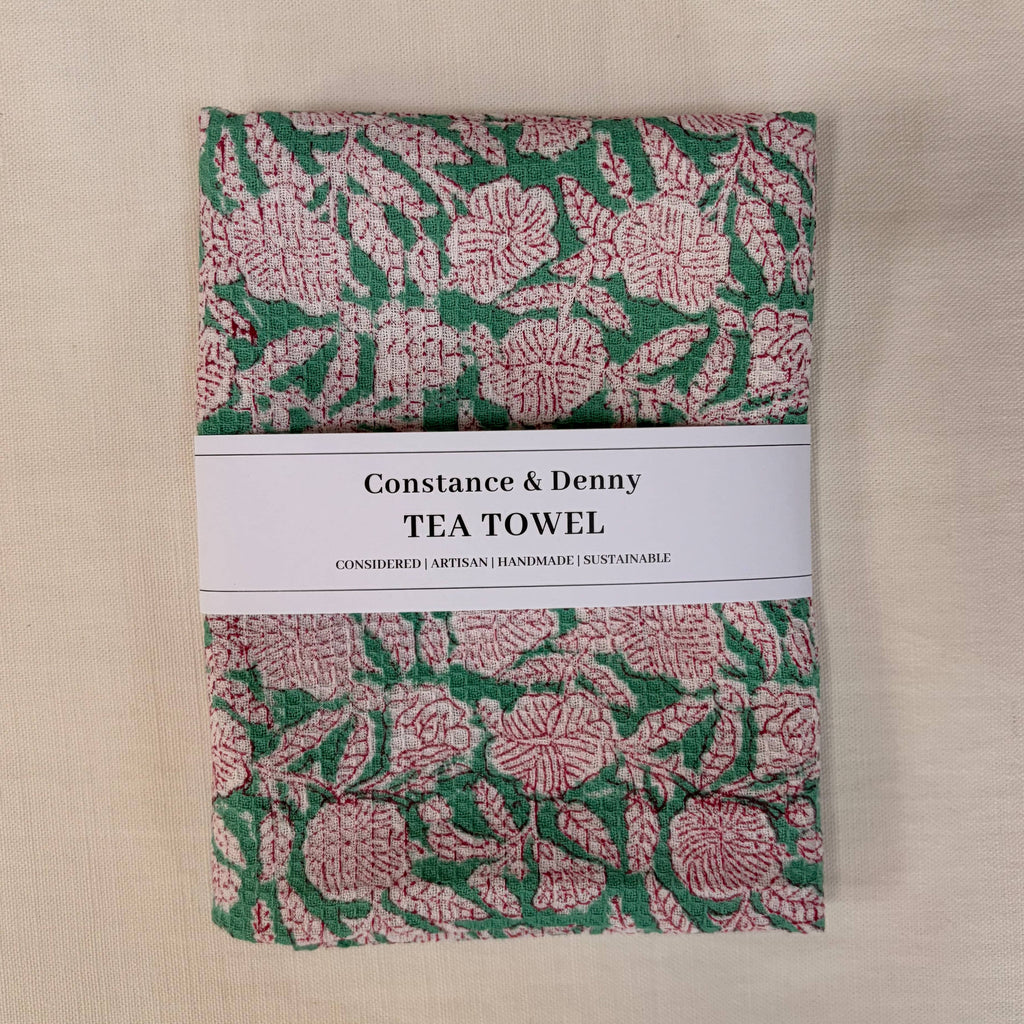 Constance & Denny
TEA TOWEL
CONSIDERED | ARTISAN | HANDMADE | SUSTAINABLE